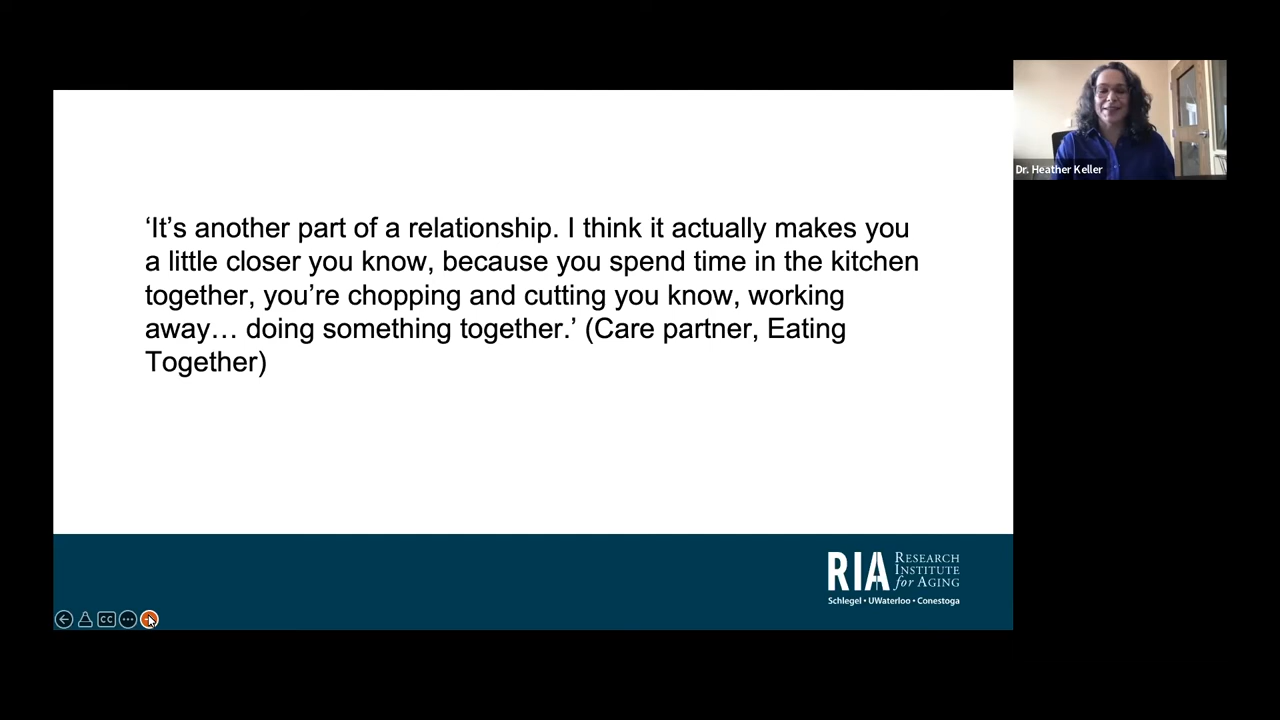 Dr. Heather Keller
‘It’s another part of a relationship. I think it actually makes you
a little closer you know, because you spend time in the kitchen
together, you’re chopping and cutting you know, working
away… doing something together.’ (Care partner, Eating
Together)
RIA
RESEARCH
INSTITUTE
for AGING
Schlegel • UWaterloo • Conestoga
CC